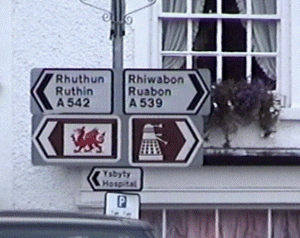 Rhuthun
Ruthin
A 542
Rhiwabon
Ruabon
A 539
Ysbyty
Hospital
P